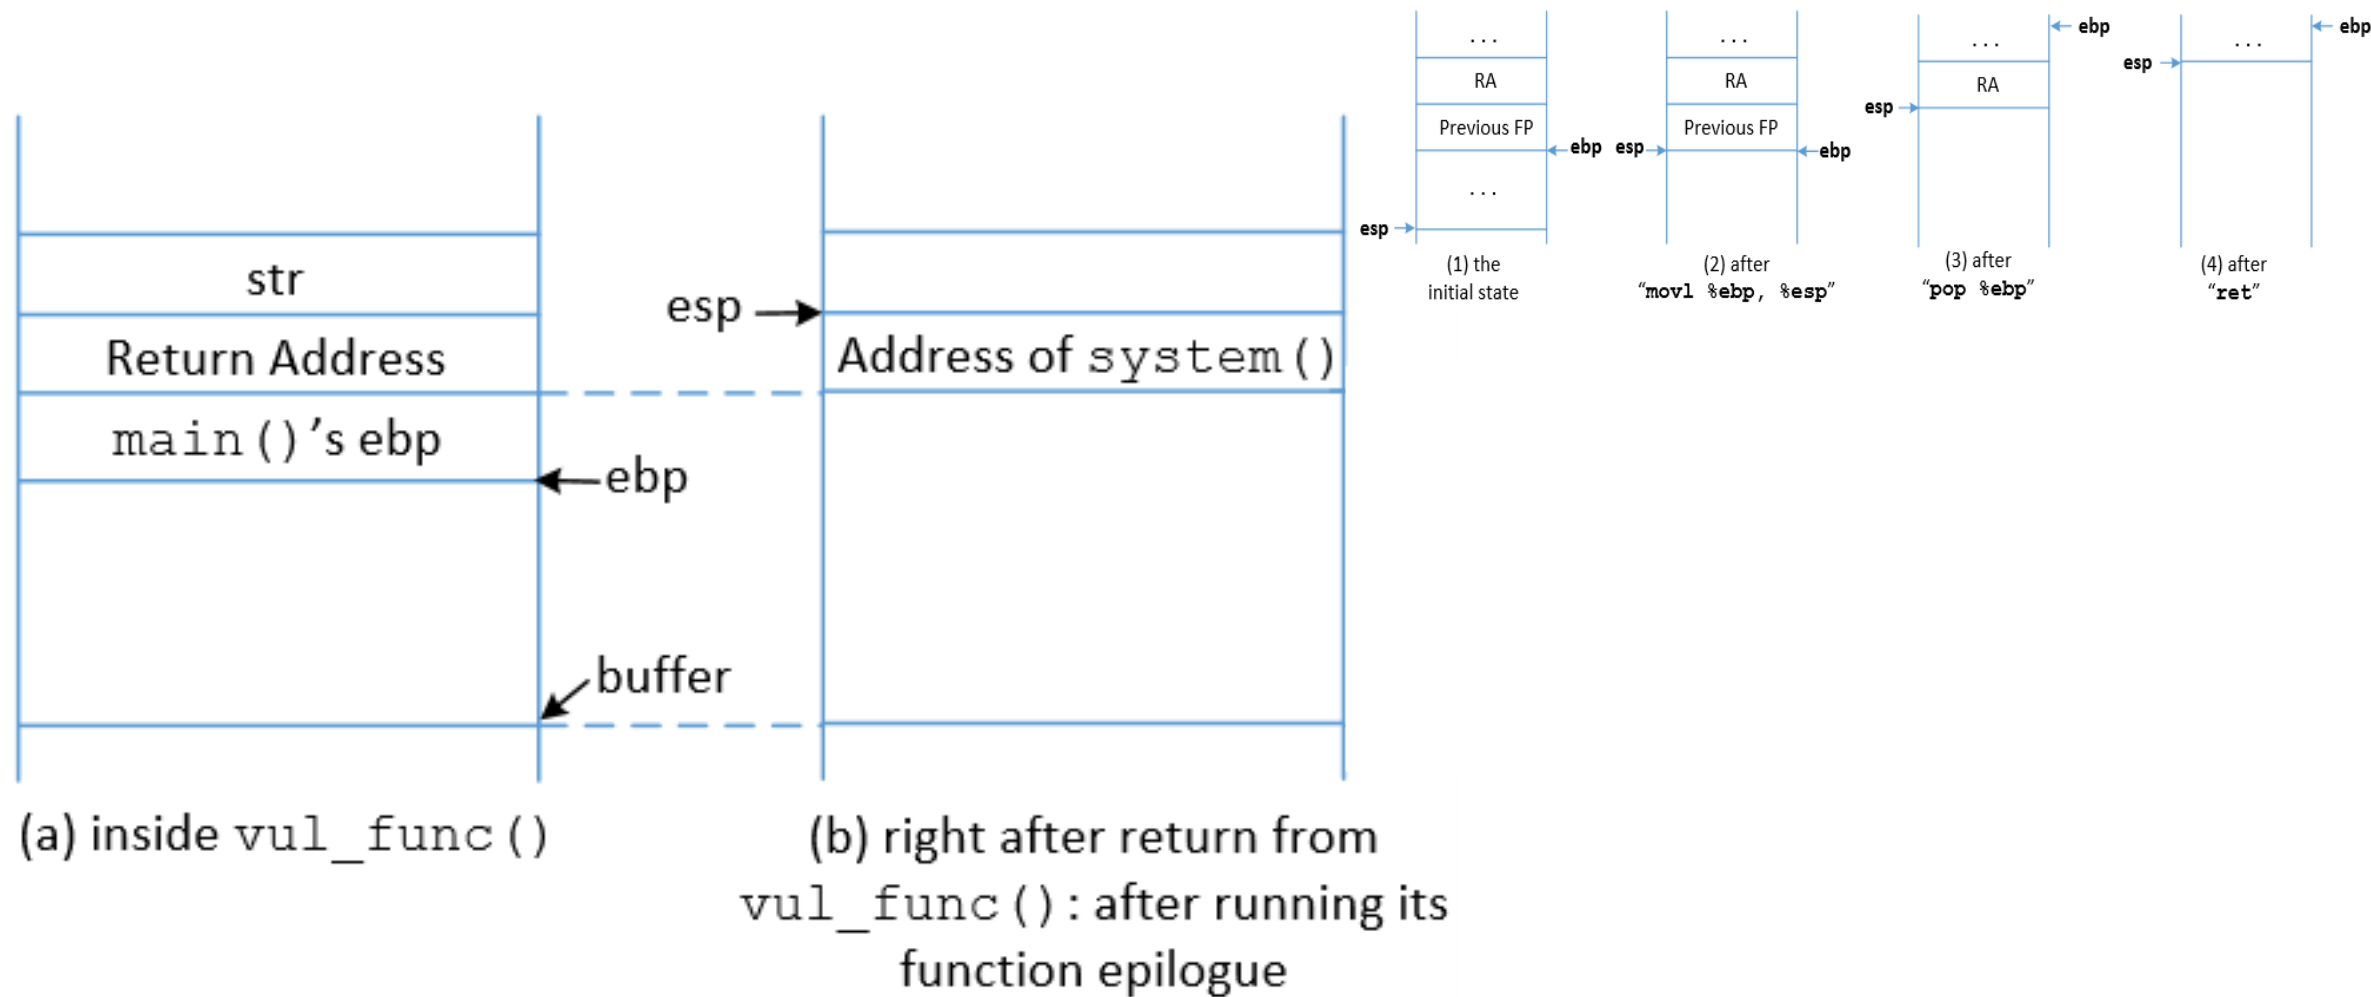 str
Return Address
main()’s ebp
ebp
buffer
(a) inside vul_func()
esp
Address of system()
(b) right after return from
vul_func(): after running its
function epilogue
...
RA
Previous FP
ebp
...
esp
(1) the
initial state
...
RA
Previous FP
esp
ebp
(2) after
“movl %ebp, %esp”
ebp
...
RA
esp
(3) after
“pop %ebp”
ebp
...
esp
(4) after
“ret”